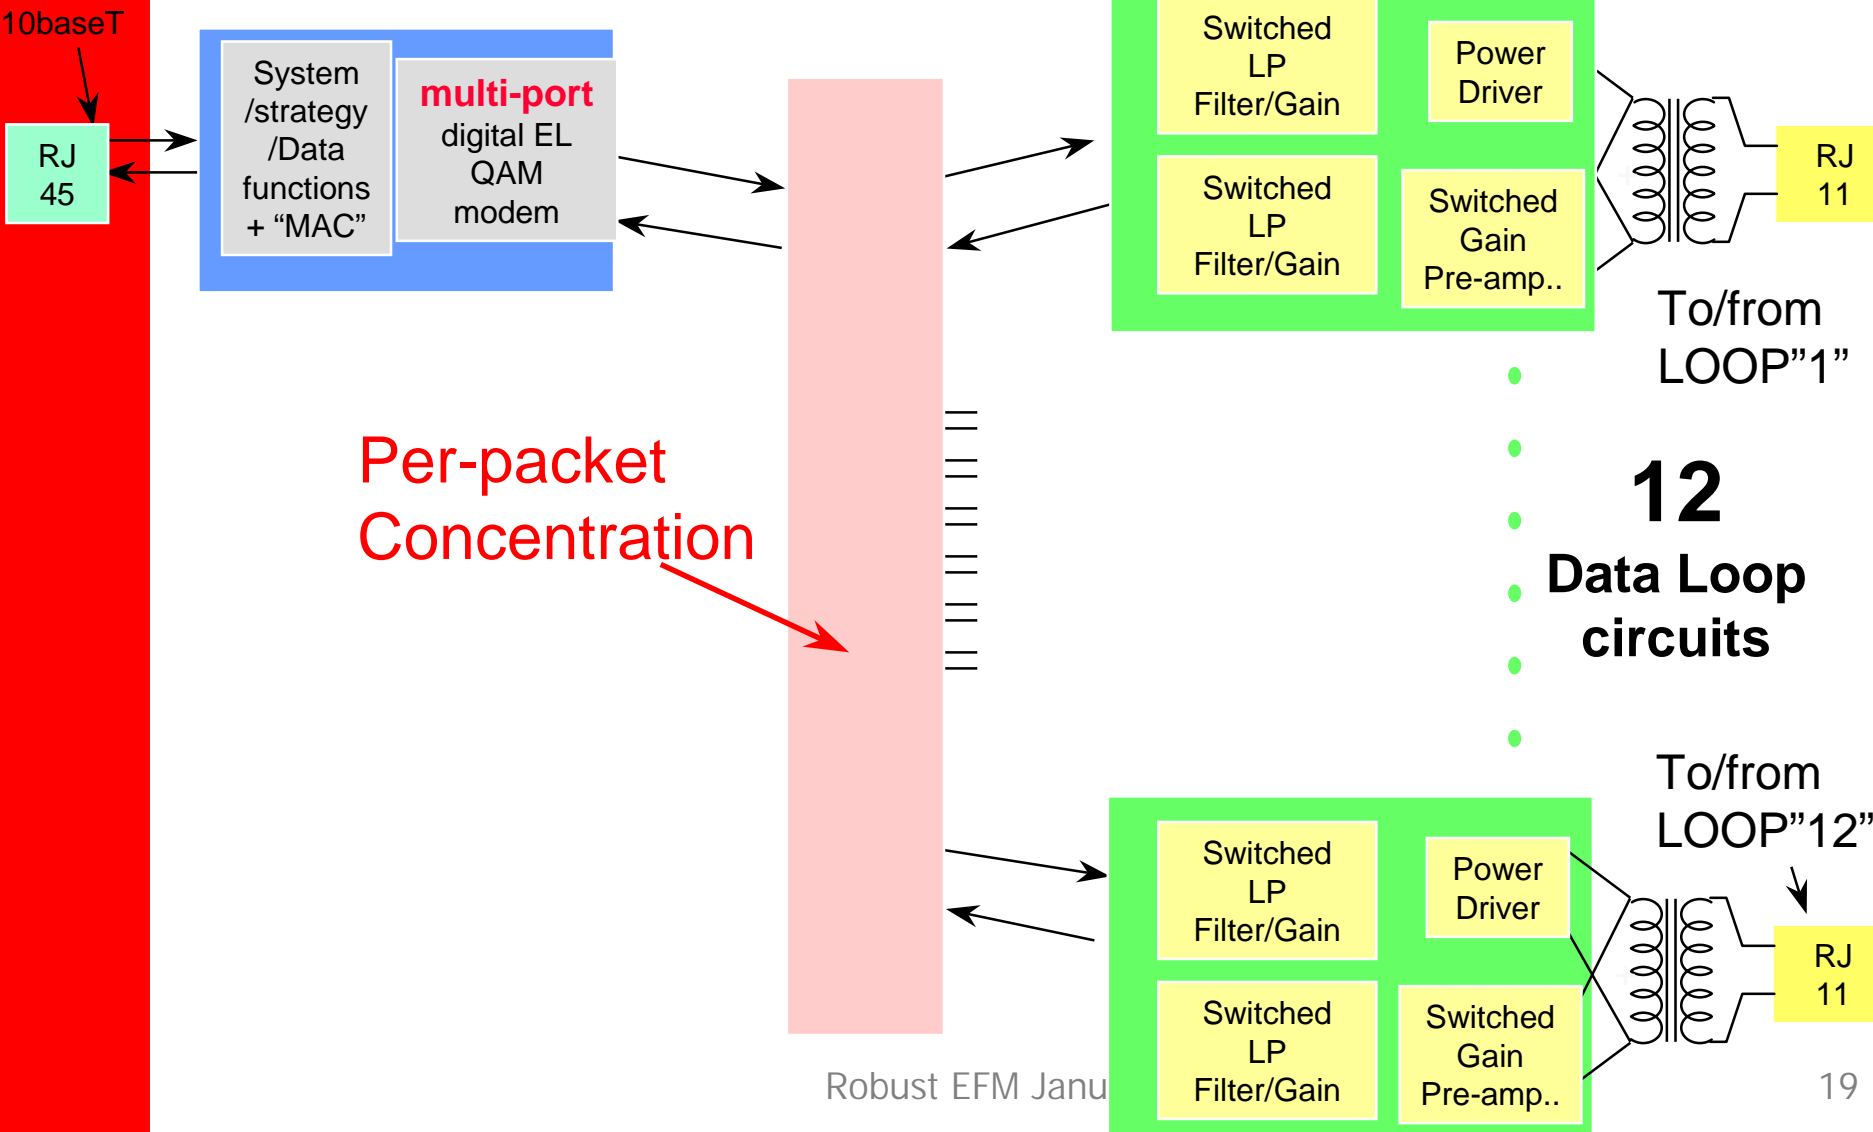 10baseT
RJ
45
System
/strategy
/Data
functions
+ “MAC”
multi-port
digital EL
QAM
modem
Switched
LP
Filter/Gain
Power
Driver
Switched
LP
Filter/Gain
Switched
Gain
Pre-amp..
RJ
11
To/from
LOOP”1”
Per-packet
Concentration
12
Data Loop
circuits
To/from
LOOP”12”
Switched
LP
Filter/Gain
Power
Driver
Switched
LP
Filter/Gain
Switched
Gain
Pre-amp..
RJ
11
Robust EFM Janu
19